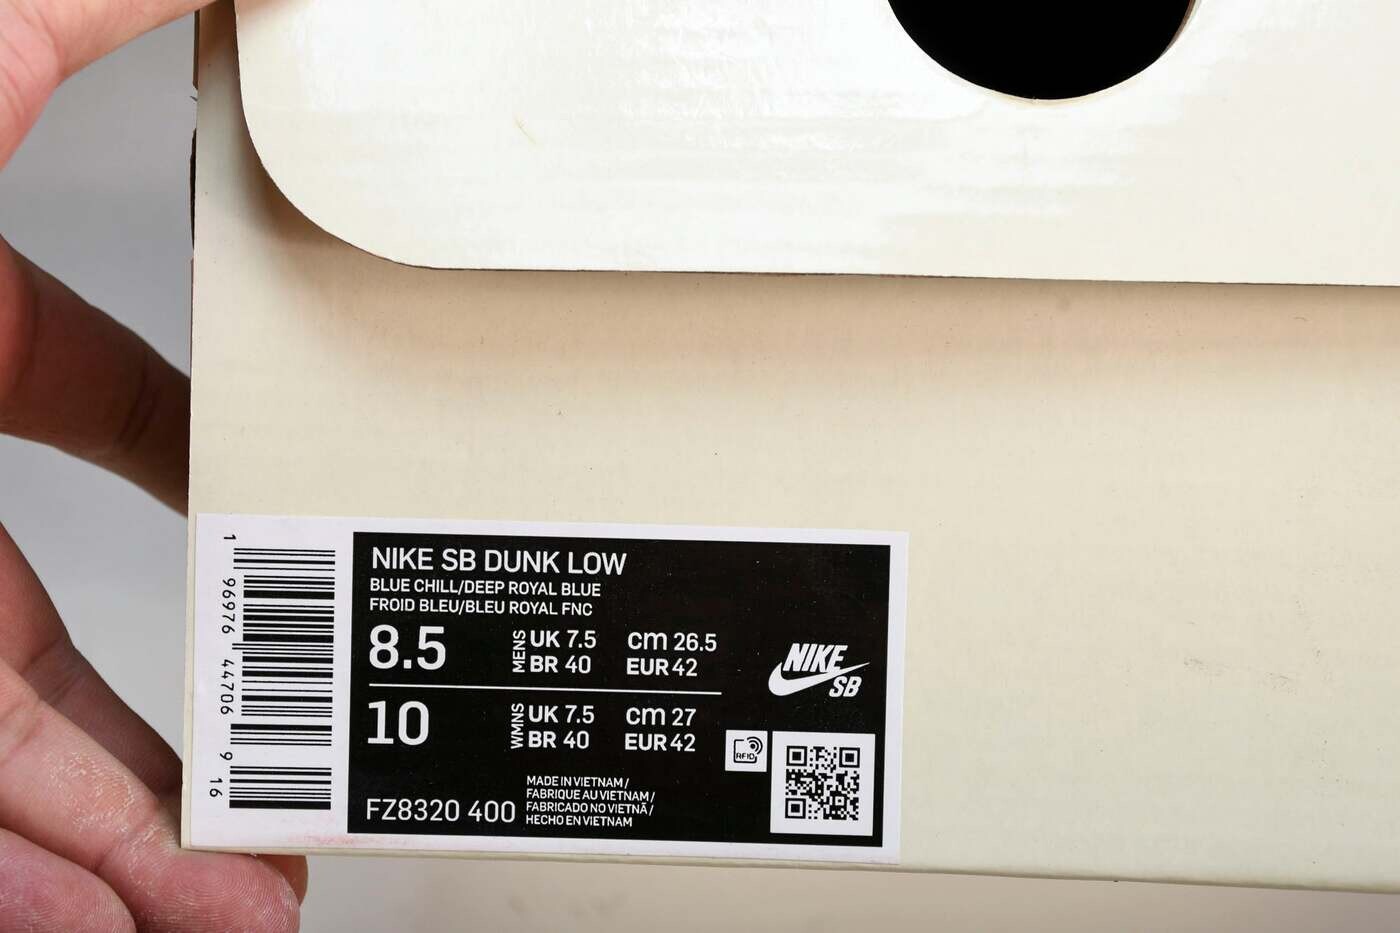 1 96976 44706 9 16
NIKE SB DUNK LOW
BLUE CHILL/DEEP ROYAL BLUE
FROID BLEU/BLEU ROYAL FNC
8.5 MENS UK 7.5 cm 26.5
BR 40 EUR 42
10 WMNS UK 7.5 cm 27
BR 40 EUR 42
NIKE
SB
RFID
FZ8320 400
MADE IN VIETNAM /
FABRIQUE AU VIETNAM /
FABRICADO NO VIETNÃ /
HECHO EN VIETNAM